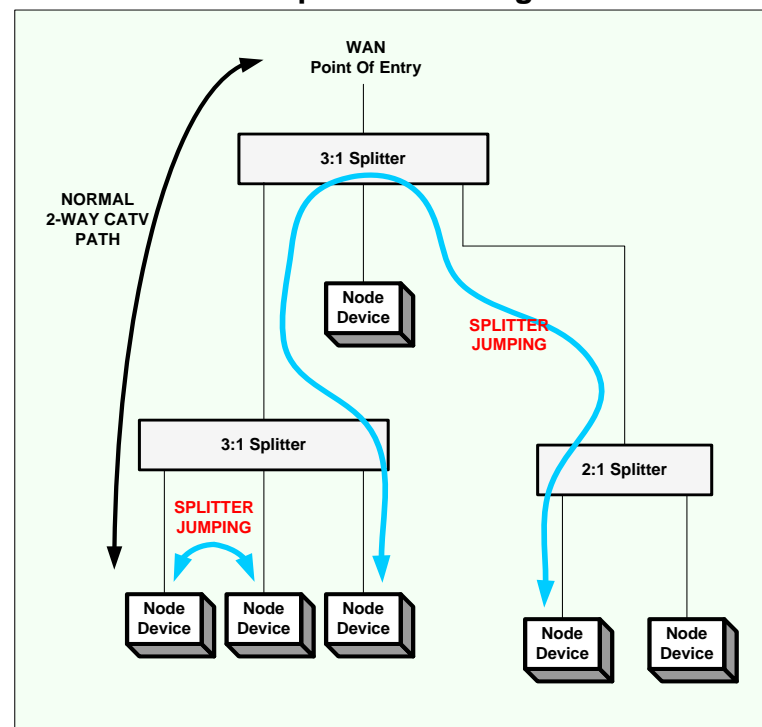 WAN
Point Of Entry
3:1 Splitter
NORMAL
2-WAY CATV
PATH
Node
Device
SPLITTER
JUMPING
3:1 Splitter
2:1 Splitter
SPLITTER
JUMPING
Node
Device
Node
Device
Node
Device
Node
Device
Node
Device